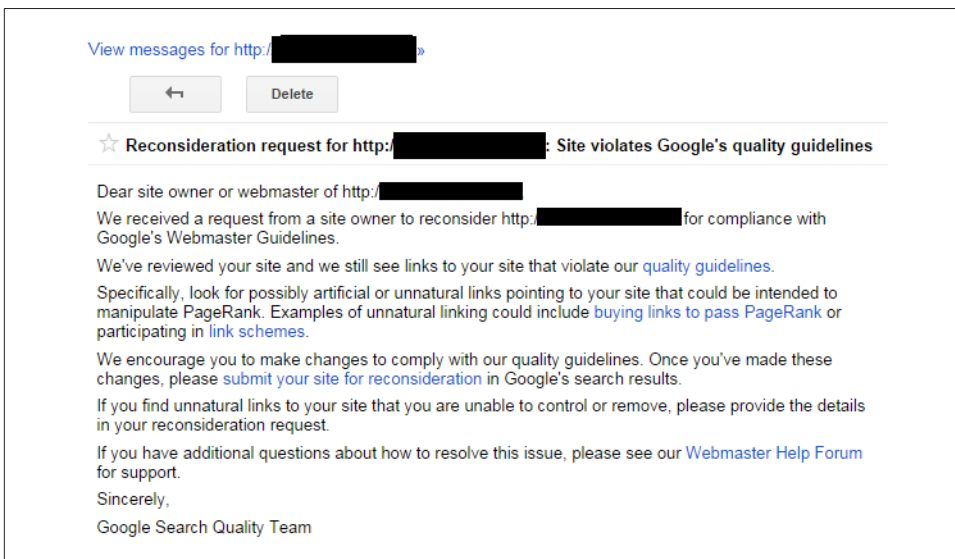 View messages for http:/ »
Delete
Reconsideration request for http:/ : Site violates Google's quality guidelines
Dear site owner or webmaster of http:/
We received a request from a site owner to reconsider http:/ for compliance with
Google's Webmaster Guidelines.
We've reviewed your site and we still see links to your site that violate our quality guidelines.
Specifically, look for possibly artificial or unnatural links pointing to your site that could be intended to
manipulate PageRank. Examples of unnatural linking could include buying links to pass PageRank or
participating in link schemes.
We encourage you to make changes to comply with our quality guidelines. Once you've made these
changes, please submit your site for reconsideration in Google's search results.
If you find unnatural links to your site that you are unable to control or remove, please provide the details
in your reconsideration request.
If you have additional questions about how to resolve this issue, please see our Webmaster Help Forum
for support.
Sincerely,
Google Search Quality Team